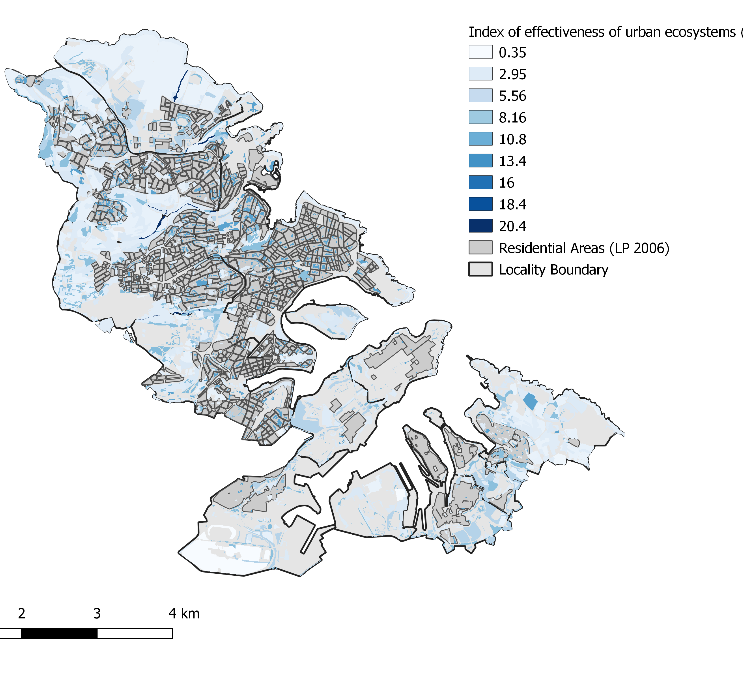 Index of effectiveness of urban ecosystems (
0.35
2.95
5.56
8.16
10.8
13.4
16
18.4
20.4
Residential Areas (LP 2006)
Locality Boundary
2 3 4 km